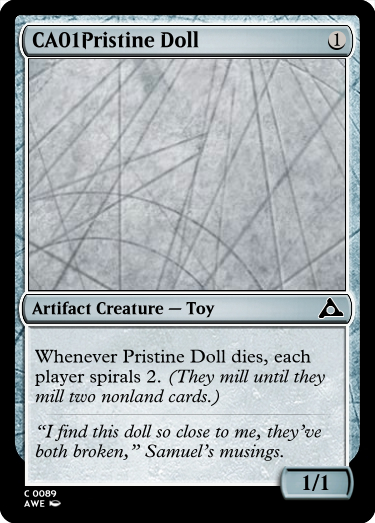 CA01Pristine Doll
1
Artifact Creature — Toy
Whenever Pristine Doll dies, each
player spirals 2. (They mill until they
mill two nonland cards.)
“I find this doll so close to me, they’ve
both broken,” Samuel’s musings.
1/1
C 0089
AWE